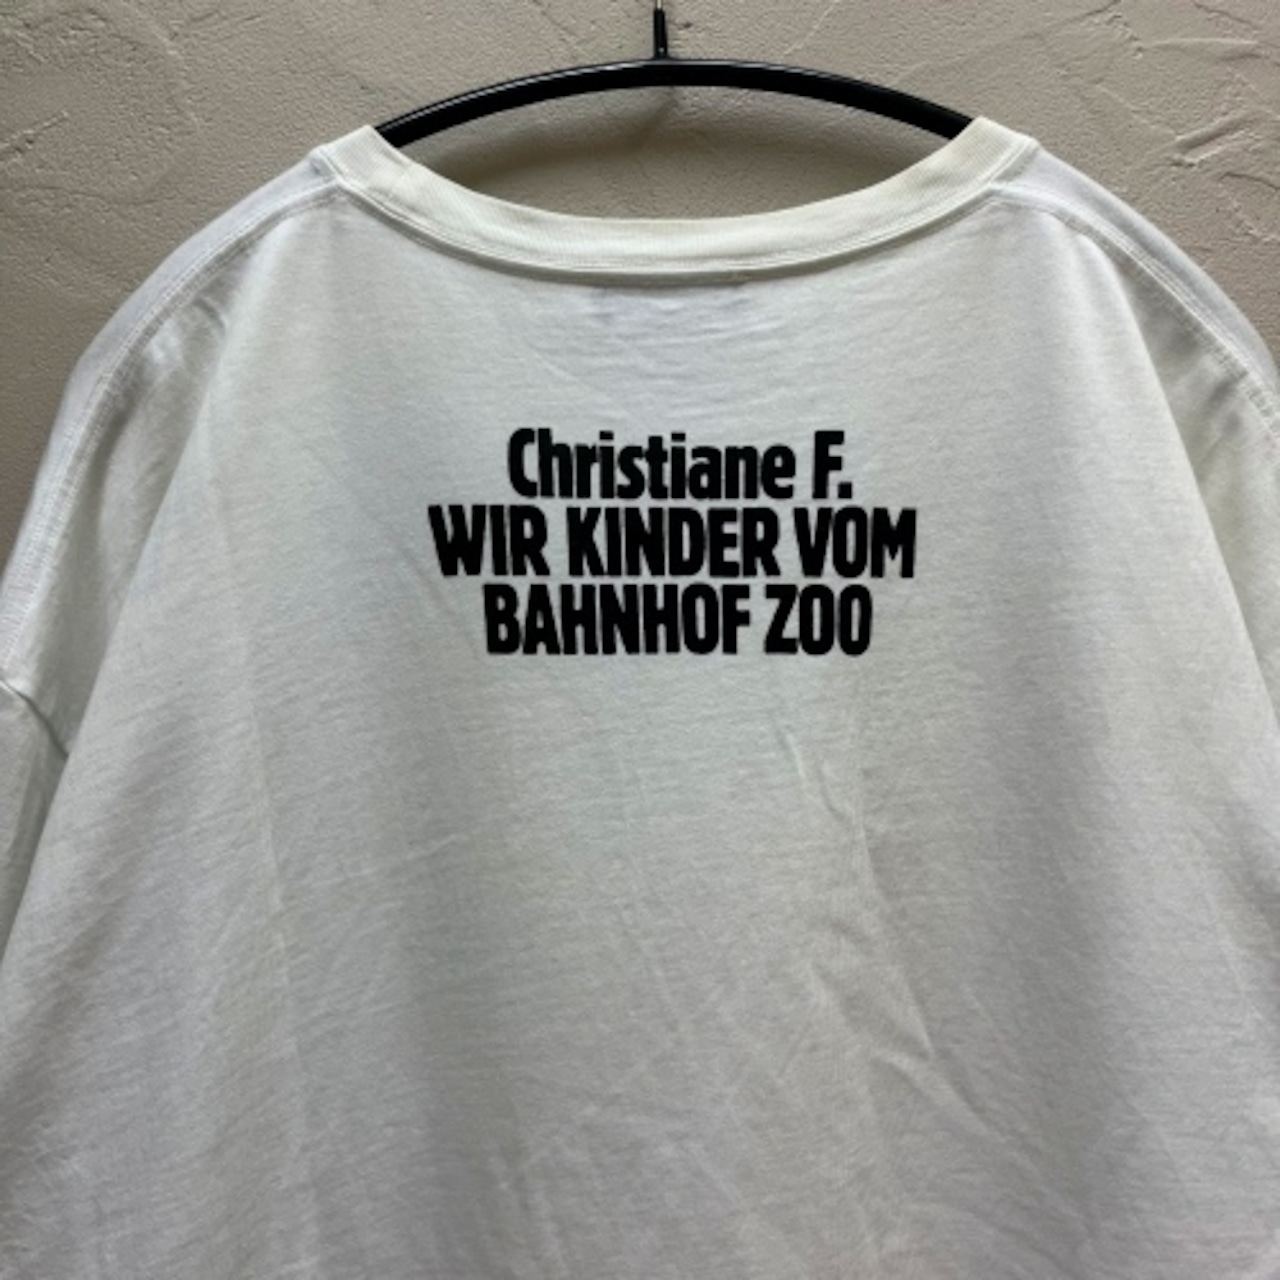 Christiane F.
WIR KINDER VOM
BAHNHOF ZOO